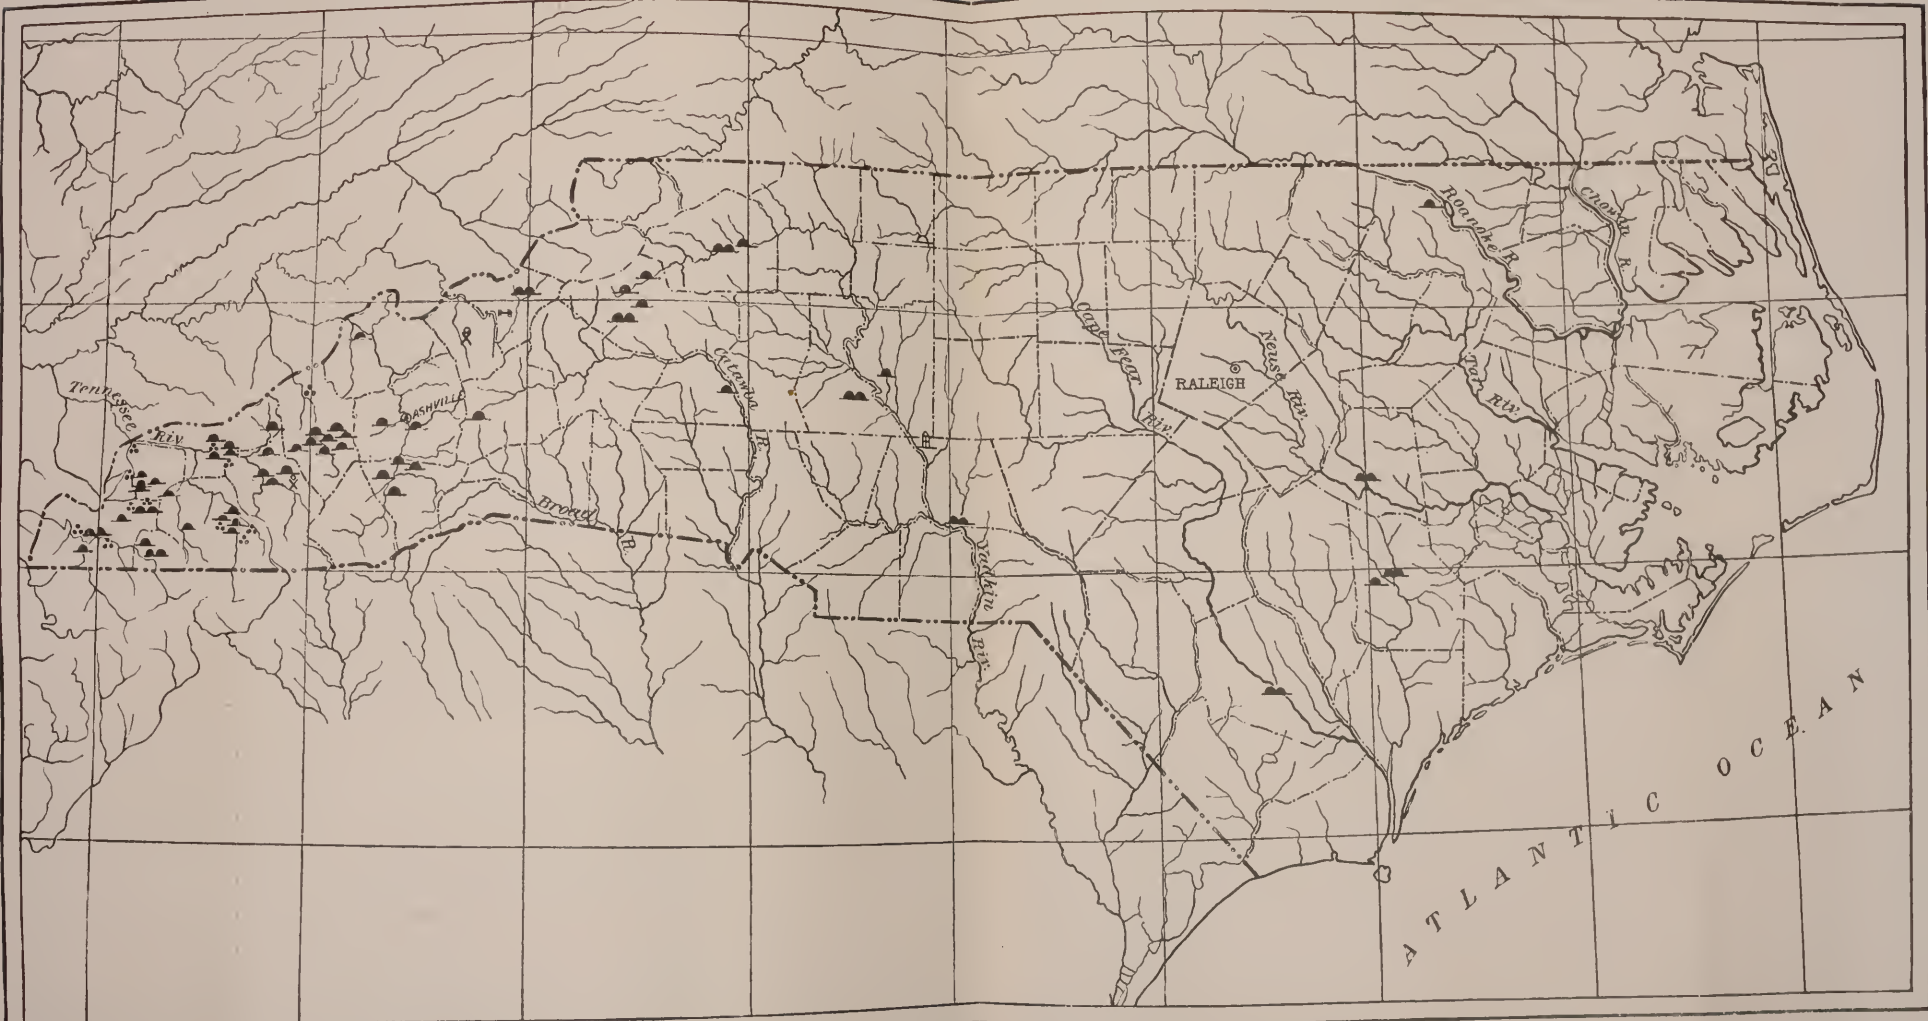 Roanoke R.
Chowan R.
Cape Fear Riv.
Neuse Riv.
RALEIGH
Tar Riv.
Catawba R.
ASHVILLE
Tennessee Riv.
Broad R.
Yadkin Riv.
ATLANTIC OCEAN